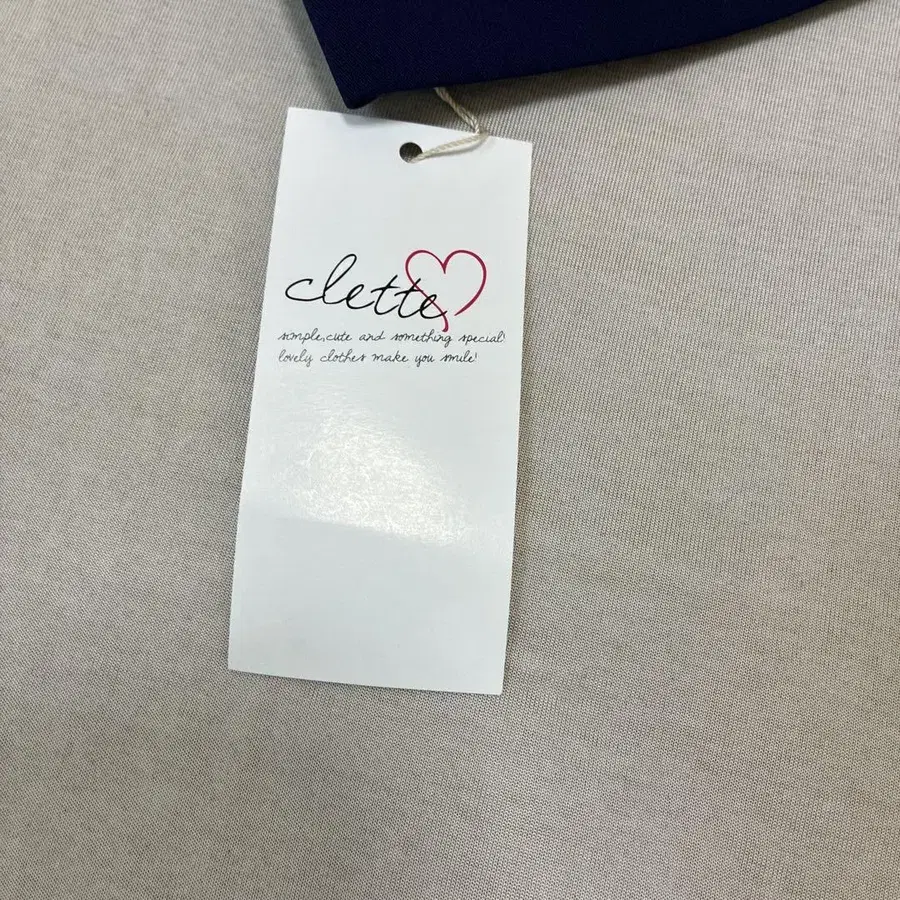 clette
simple, cute and something special!
lovely clothes make you smile!